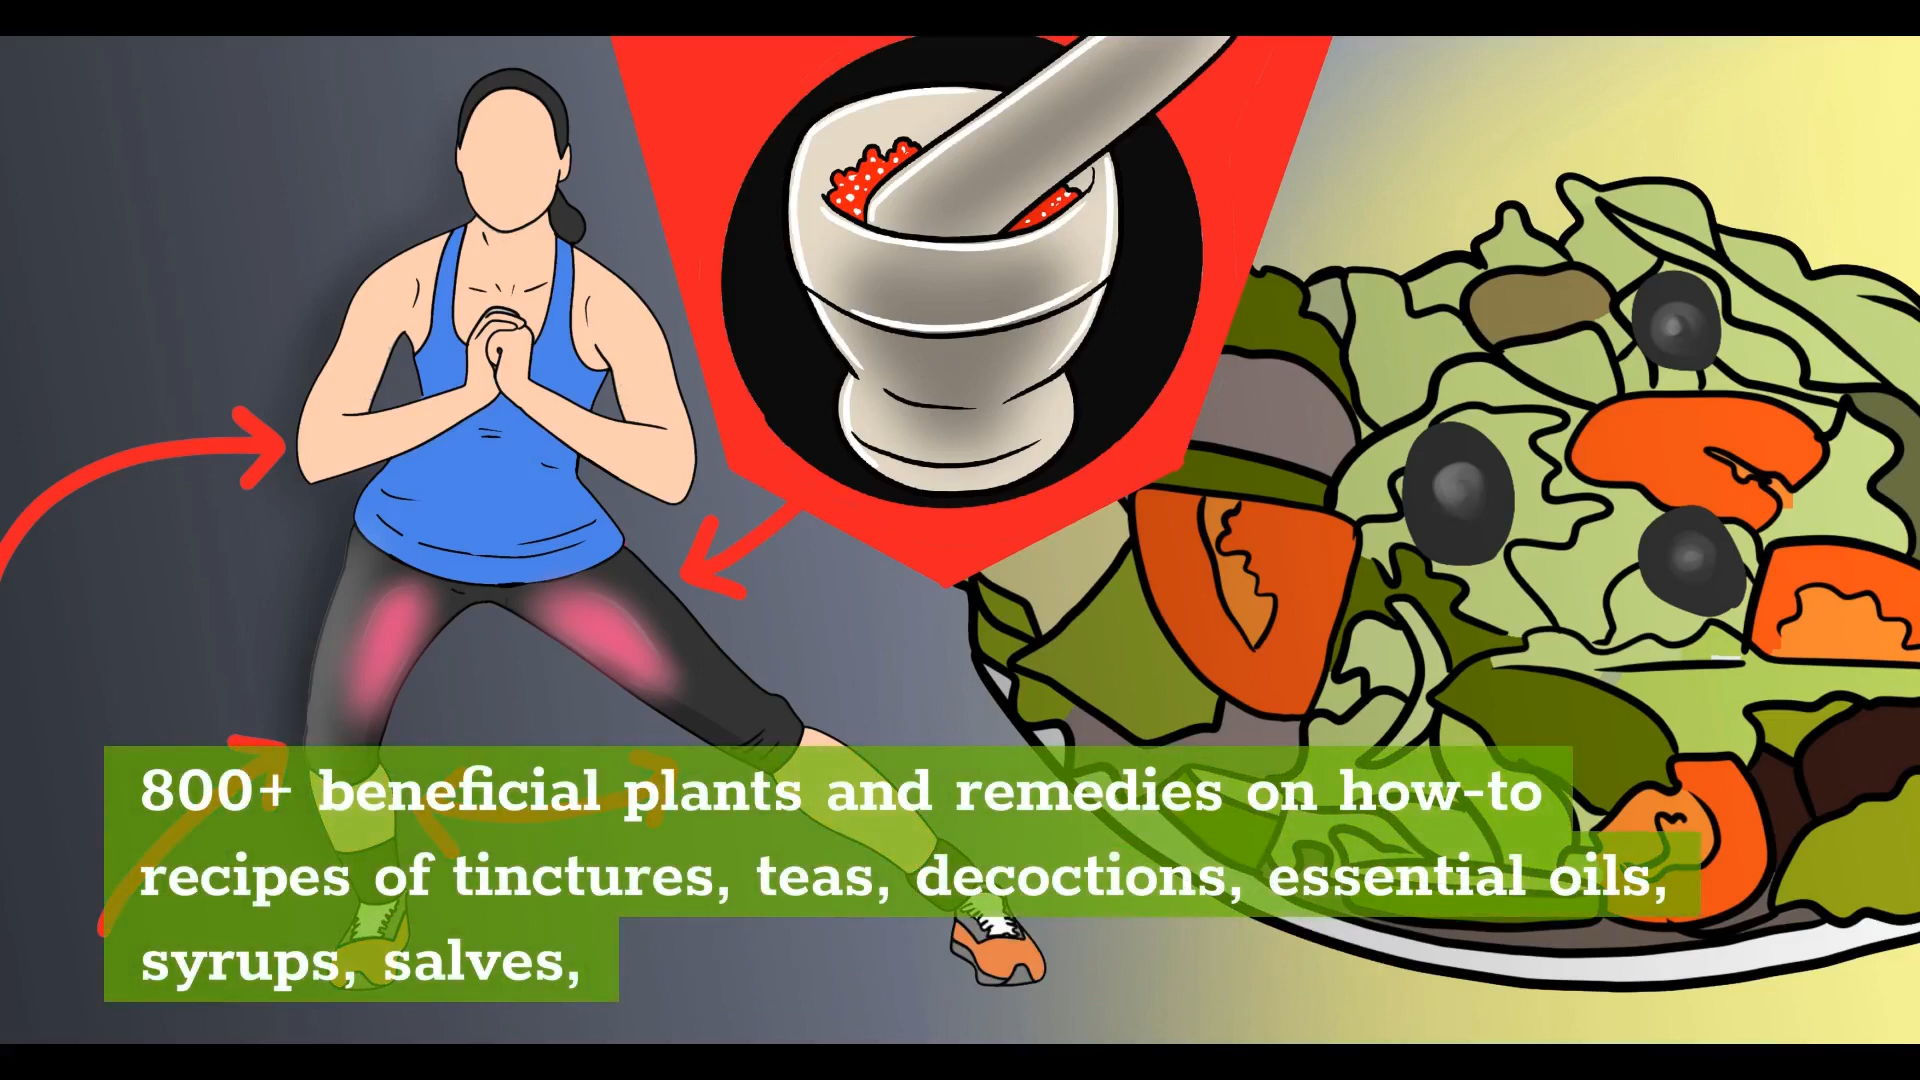 800+ beneficial plants and remedies on how-to
recipes of tinctures, teas, decoctions, essential oils,
syrups, salves,